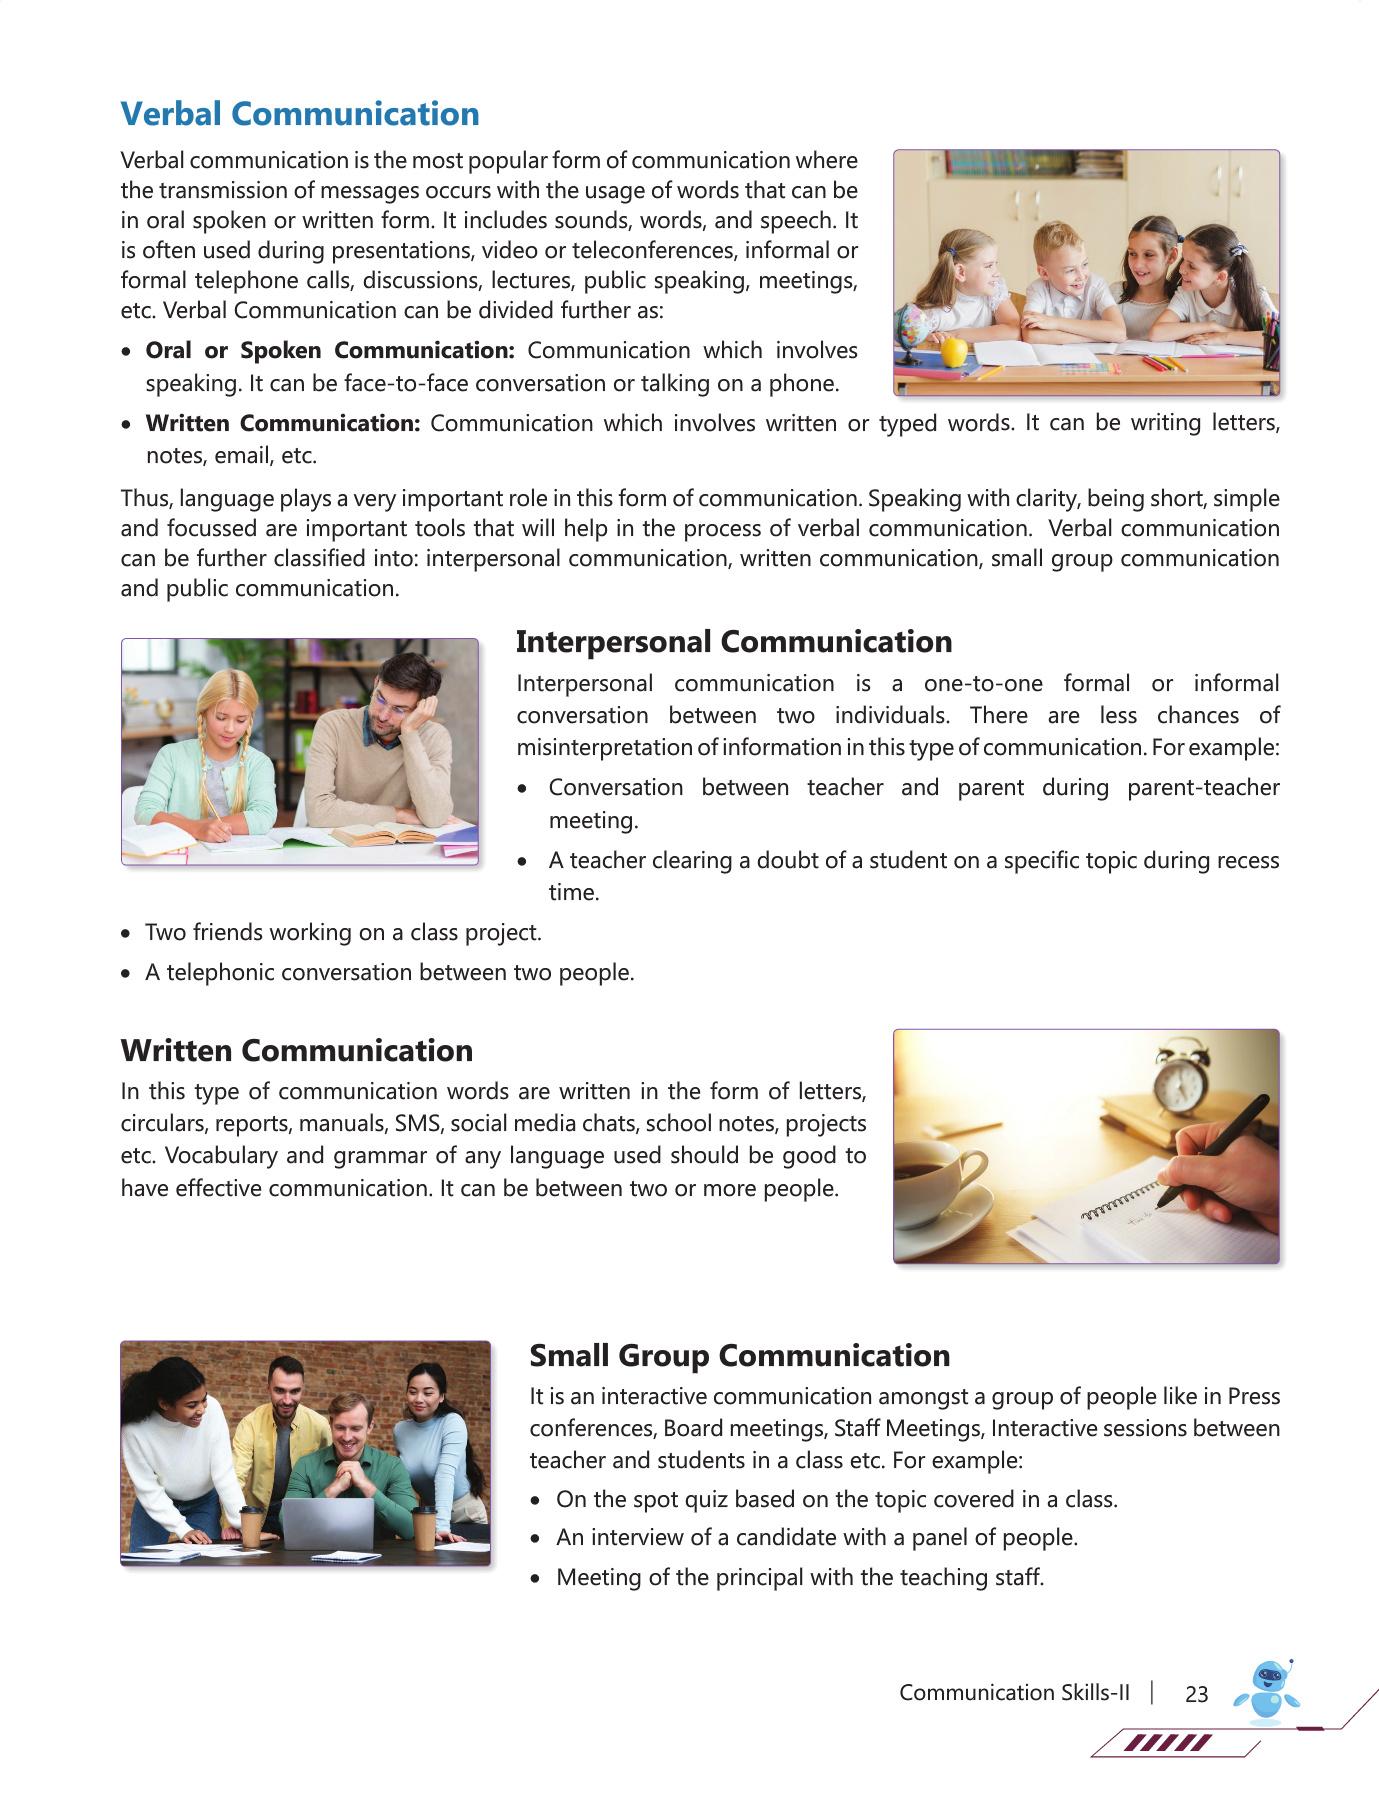 Verbal Communication
Verbal communication is the most popular form of communication where
the transmission of messages occurs with the usage of words that can be
in oral spoken or written form. It includes sounds, words, and speech. It
is often used during presentations, video or teleconferences, informal or
formal telephone calls, discussions, lectures, public speaking, meetings,
etc. Verbal Communication can be divided further as:
• Oral or Spoken Communication: Communication which involves
speaking. It can be face-to-face conversation or talking on a phone.
• Written Communication: Communication which involves written or typed words. It can be writing letters,
notes, email, etc.
Thus, language plays a very important role in this form of communication. Speaking with clarity, being short, simple
and focussed are important tools that will help in the process of verbal communication. Verbal communication
can be further classified into: interpersonal communication, written communication, small group communication
and public communication.
Interpersonal Communication
Interpersonal communication is a one-to-one formal or informal
conversation between two individuals. There are less chances of
misinterpretation of information in this type of communication. For example:
• Conversation between teacher and parent during parent-teacher
meeting.
• A teacher clearing a doubt of a student on a specific topic during recess
time.
• Two friends working on a class project.
• A telephonic conversation between two people.
Written Communication
In this type of communication words are written in the form of letters,
circulars, reports, manuals, SMS, social media chats, school notes, projects
etc. Vocabulary and grammar of any language used should be good to
have effective communication. It can be between two or more people.
Small Group Communication
It is an interactive communication amongst a group of people like in Press
conferences, Board meetings, Staff Meetings, Interactive sessions between
teacher and students in a class etc. For example:
• On the spot quiz based on the topic covered in a class.
• An interview of a candidate with a panel of people.
• Meeting of the principal with the teaching staff.
Communication Skills-II | 23